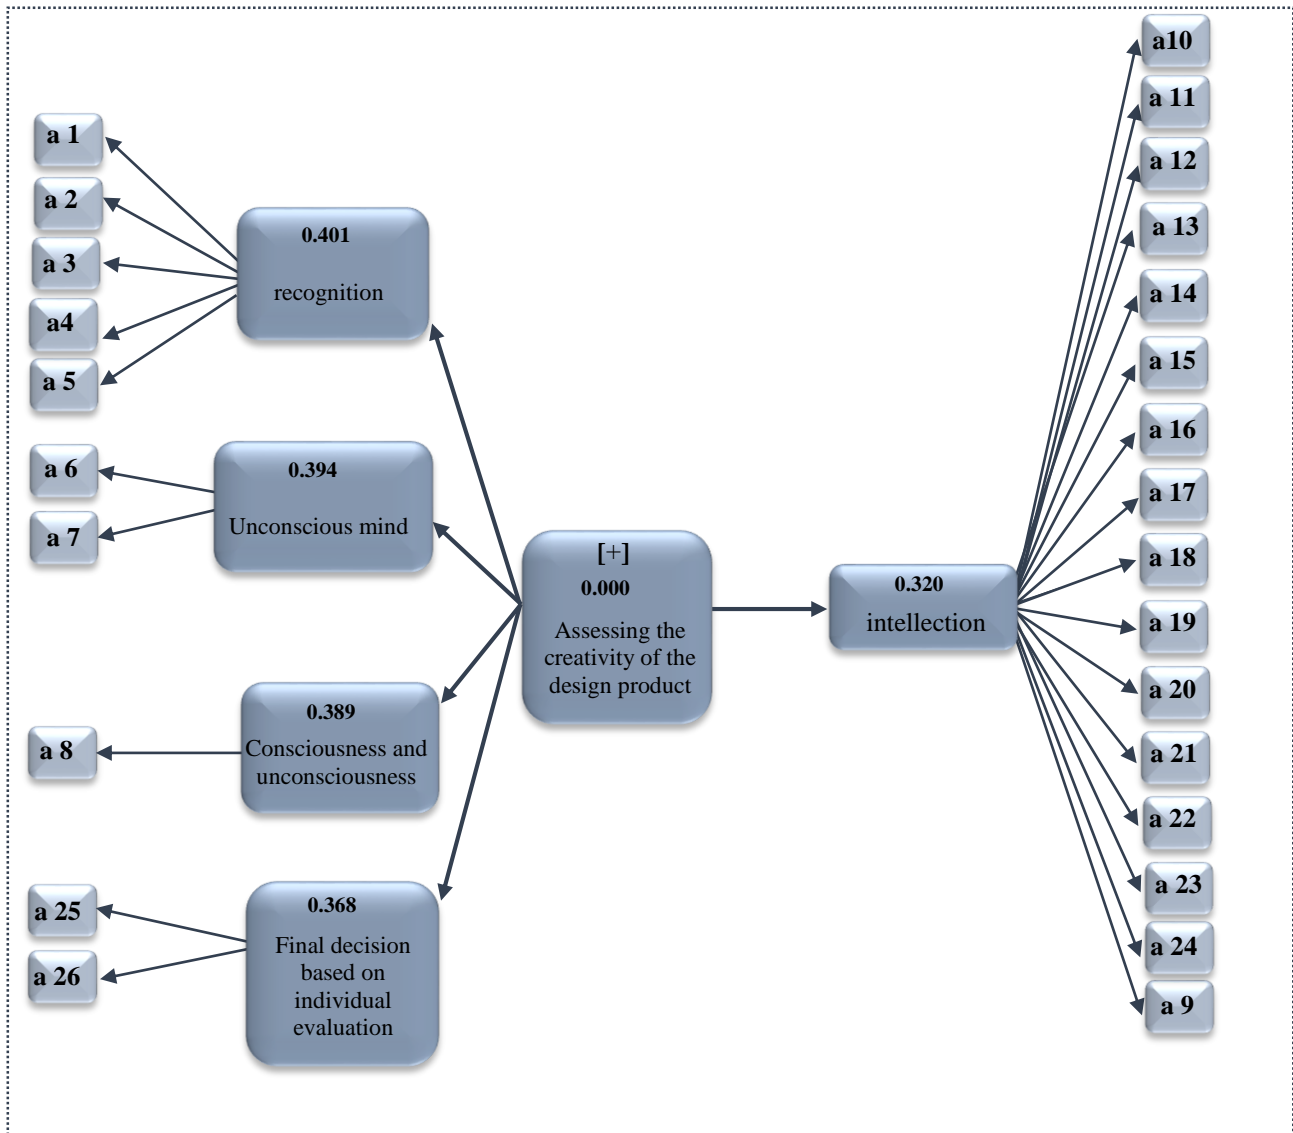 a 1
a 2
a 3
a4
a 5
0.401
recognition
a 6
a 7
0.394
Unconscious mind
a 8
0.389
Consciousness and
unconsciousness
a 25
a 26
0.368
Final decision
based on
individual
evaluation
[+]
0.000
Assessing the
creativity of the
design product
0.320
intellection
a10
a 11
a 12
a 13
a 14
a 15
a 16
a 17
a 18
a 19
a 20
a 21
a 22
a 23
a 24
a 9